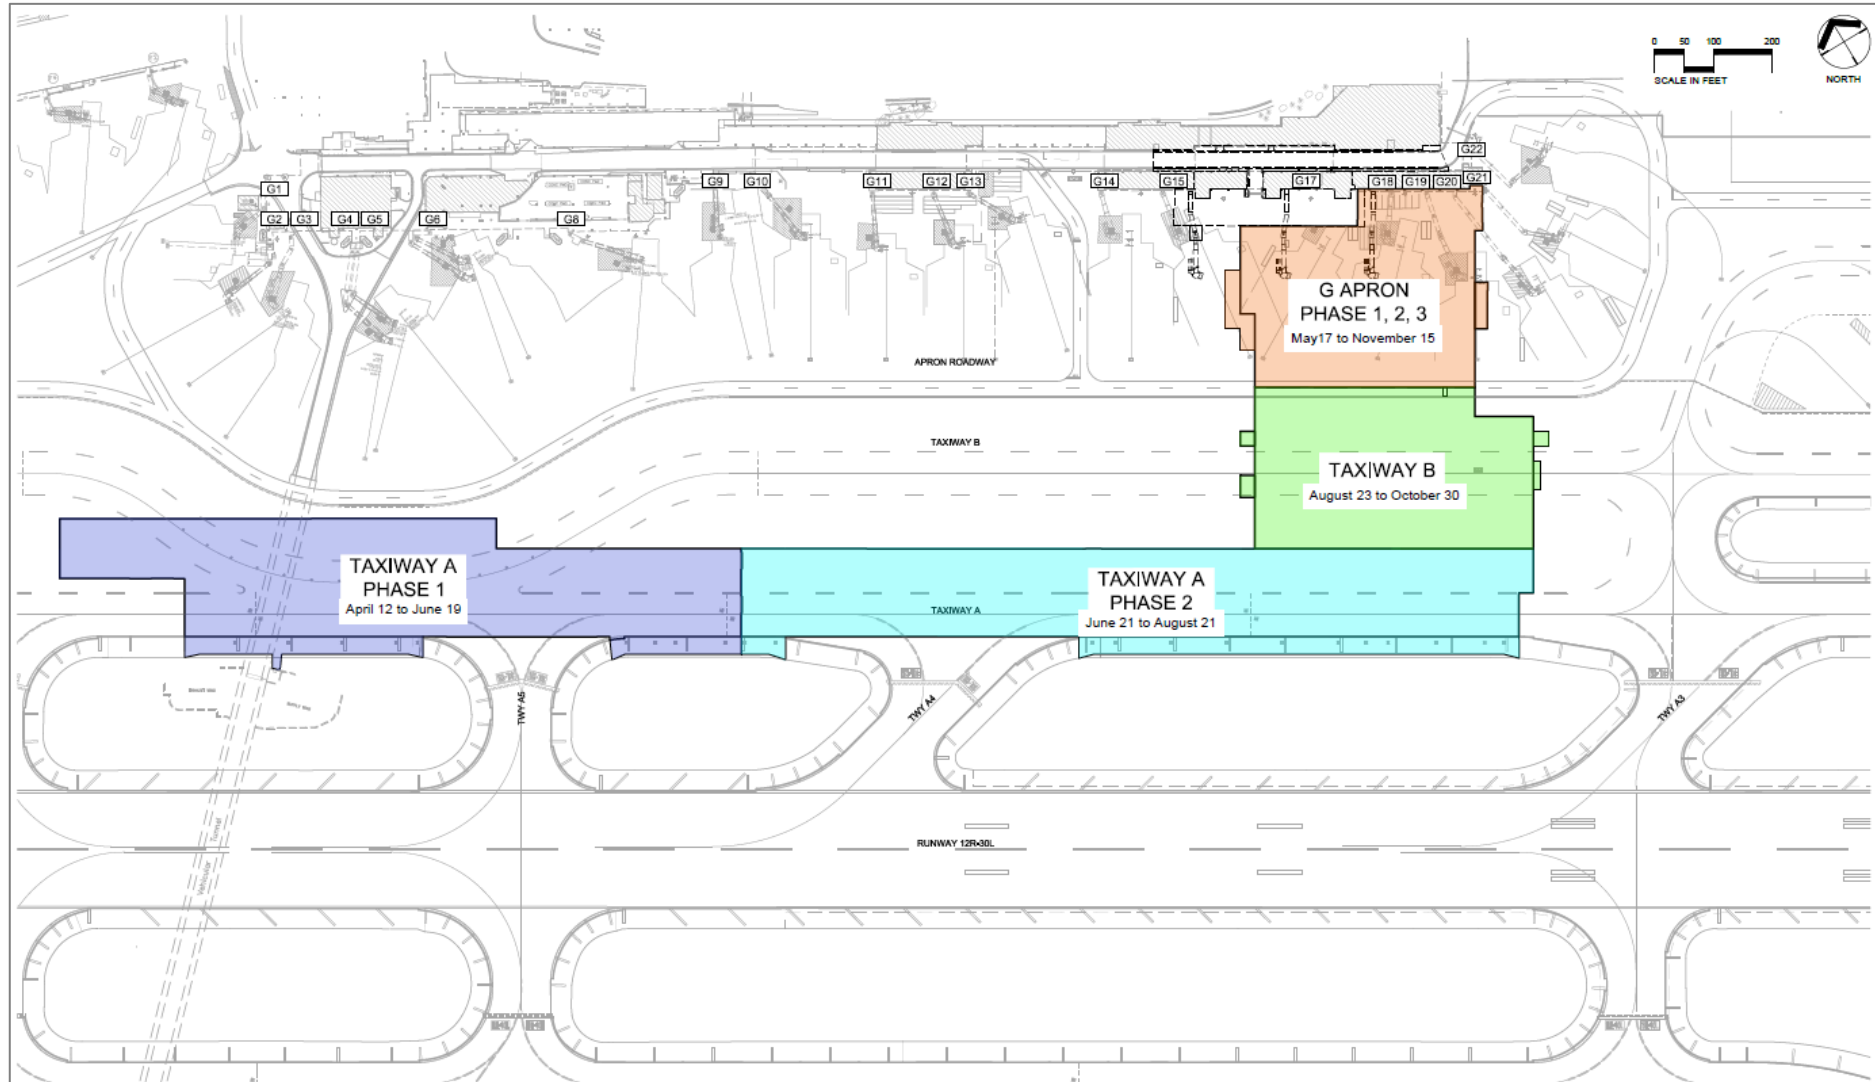 0 50 100 200
SCALE IN FEET
NORTH
G22
G1
G9
G10
G11
G12
G13
G14
G15
G17
G18
G19
G20
G21
G2
G3
G4
G5
G6
G8
G APRON
PHASE 1, 2, 3
May17 to November 15
APRON ROADWAY
TAXIWAY B
TAXIWAY B
August 23 to October 30
TAXIWAY A
PHASE 1
April 12 to June 19
TAXIWAY A
TAXIWAY A
PHASE 2
June 21 to August 21
TWY A5
TWY A4
TWY A3
RUNWAY 12R-30L
Vehicular Tunnel